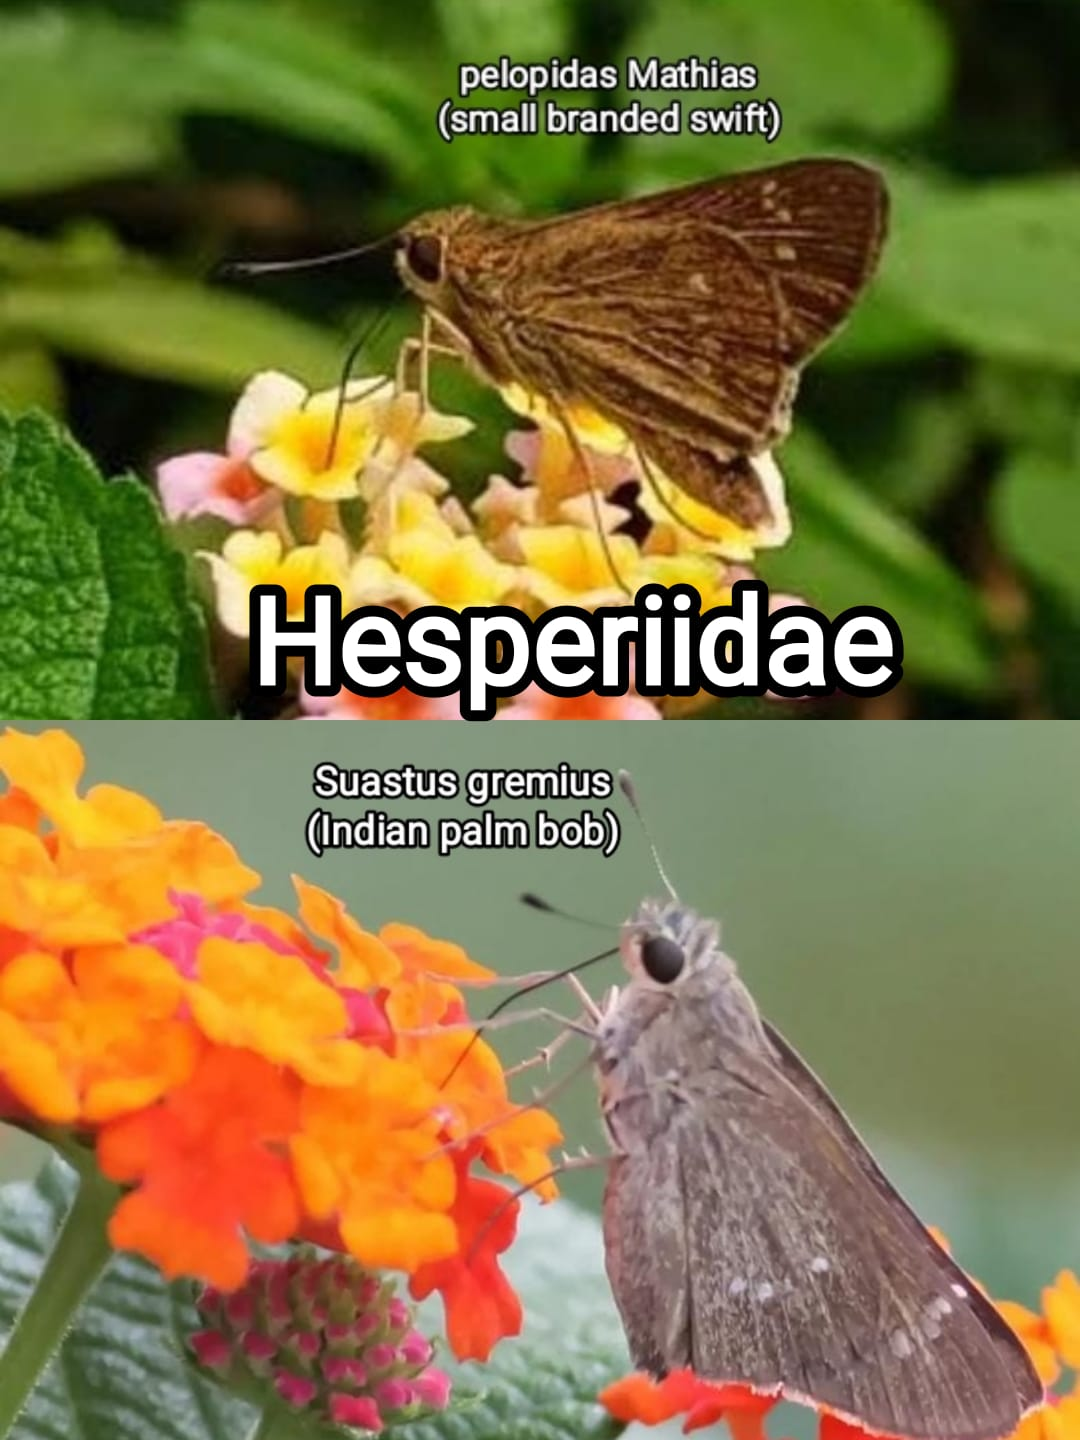 pelopidas Mathias
(small branded swift)
Hesperiidae
Suastus gremius
(Indian palm bob)